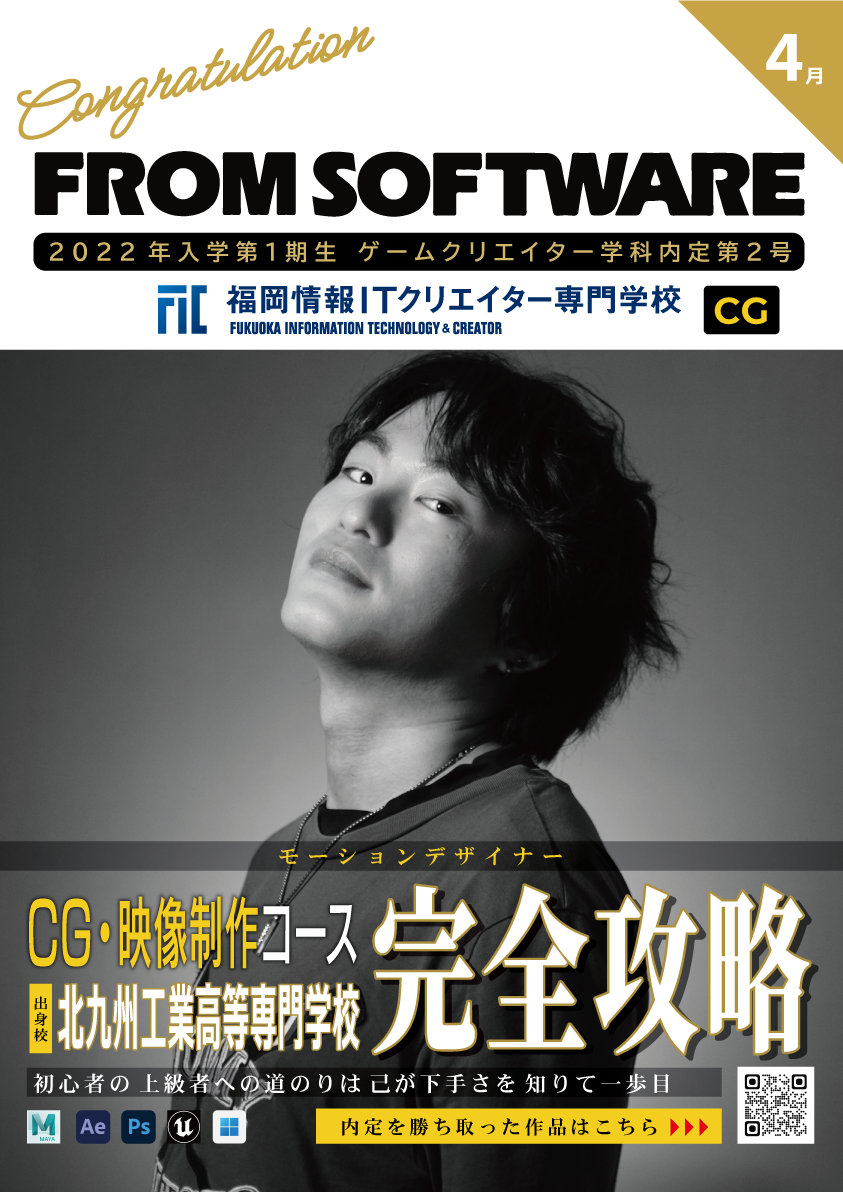 Congratulation
4月
FROM SOFTWARE
2022年入学第1期生 ゲームクリエイター学科内定第2号
FIC
福岡情報ITクリエイター専門学校
FUKUOKA INFORMATION TECHNOLOGY & CREATOR
CG
モーションデザイナー
CG・映像制作コース
出身校
北九州工業高等専門学校
完全攻略
初心者の 上級者への道のりは 己が下手さを 知りて一歩目
M
MAYA
Ae
Ps
内定を勝ち取った作品はこちら